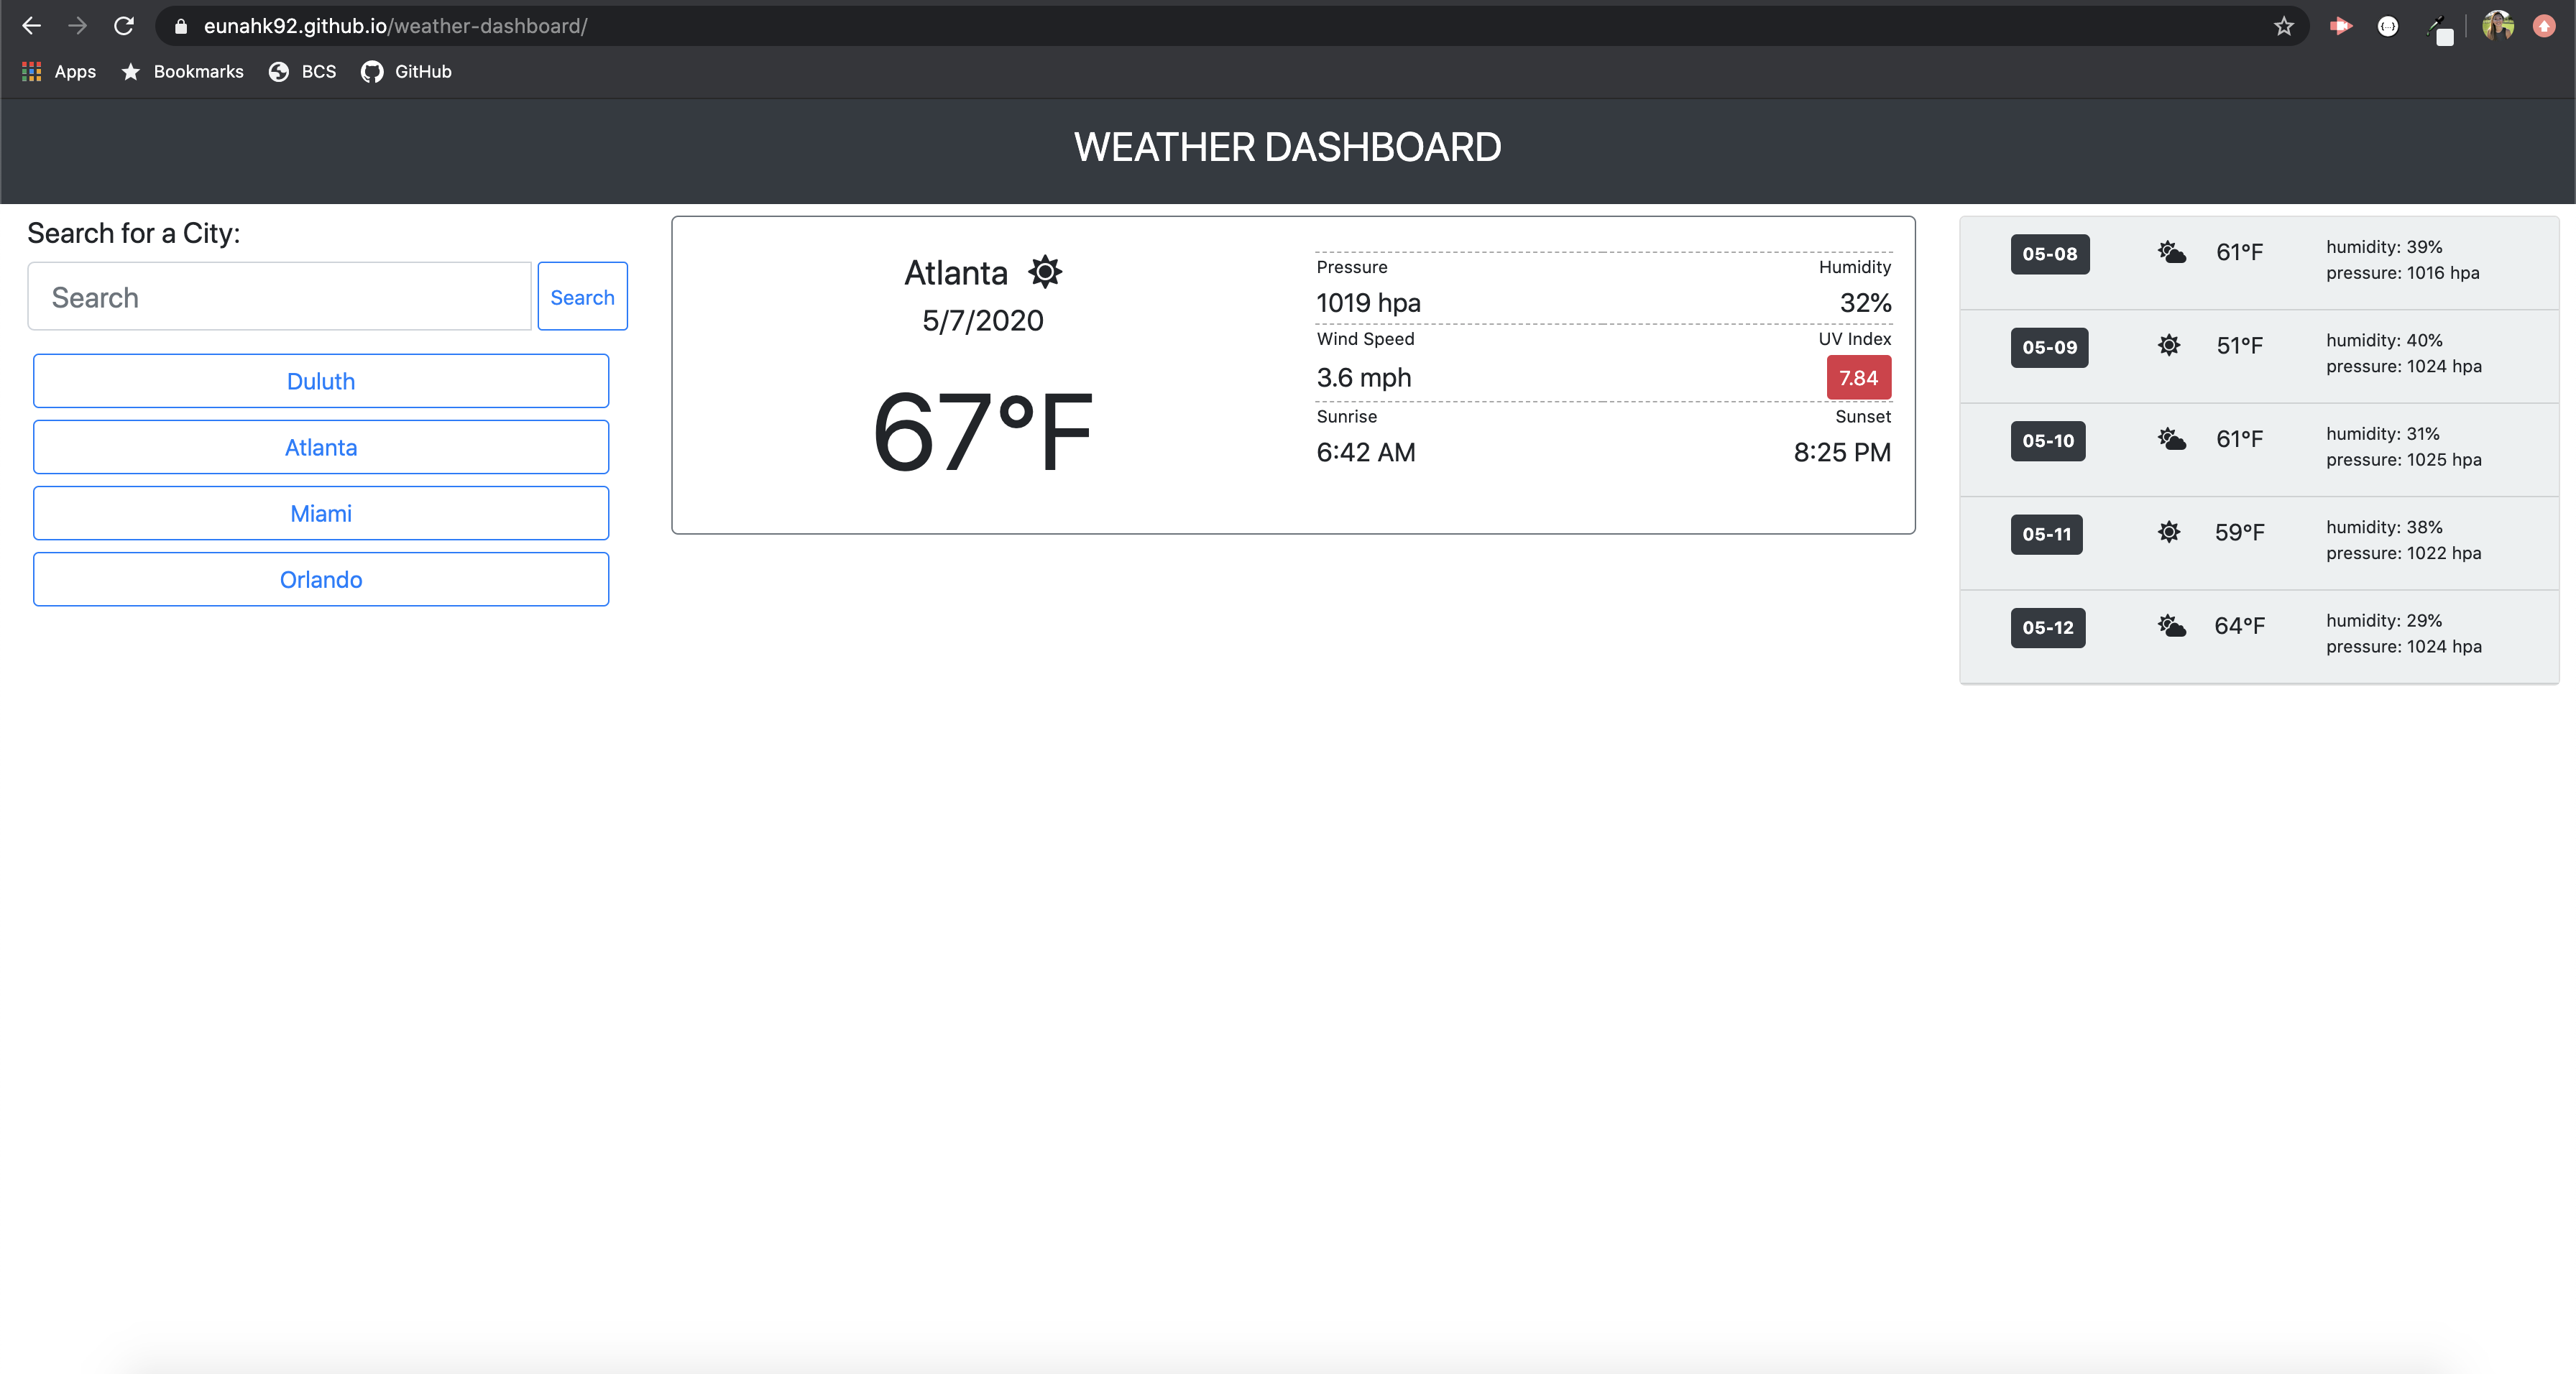 eunahk92.github.io/weather-dashboard/
Apps Bookmarks BCS GitHub
WEATHER DASHBOARD
Search for a City:
Search Search
Duluth
Atlanta
Miami
Orlando
Atlanta
5/7/2020
67°F
Pressure Humidity
1019 hpa 32%
Wind Speed UV Index
3.6 mph 7.84
Sunrise Sunset
6:42 AM 8:25 PM
05-08 61°F humidity: 39%
pressure: 1016 hpa
05-09 51°F humidity: 40%
pressure: 1024 hpa
05-10 61°F humidity: 31%
pressure: 1025 hpa
05-11 59°F humidity: 38%
pressure: 1022 hpa
05-12 64°F humidity: 29%
pressure: 1024 hpa